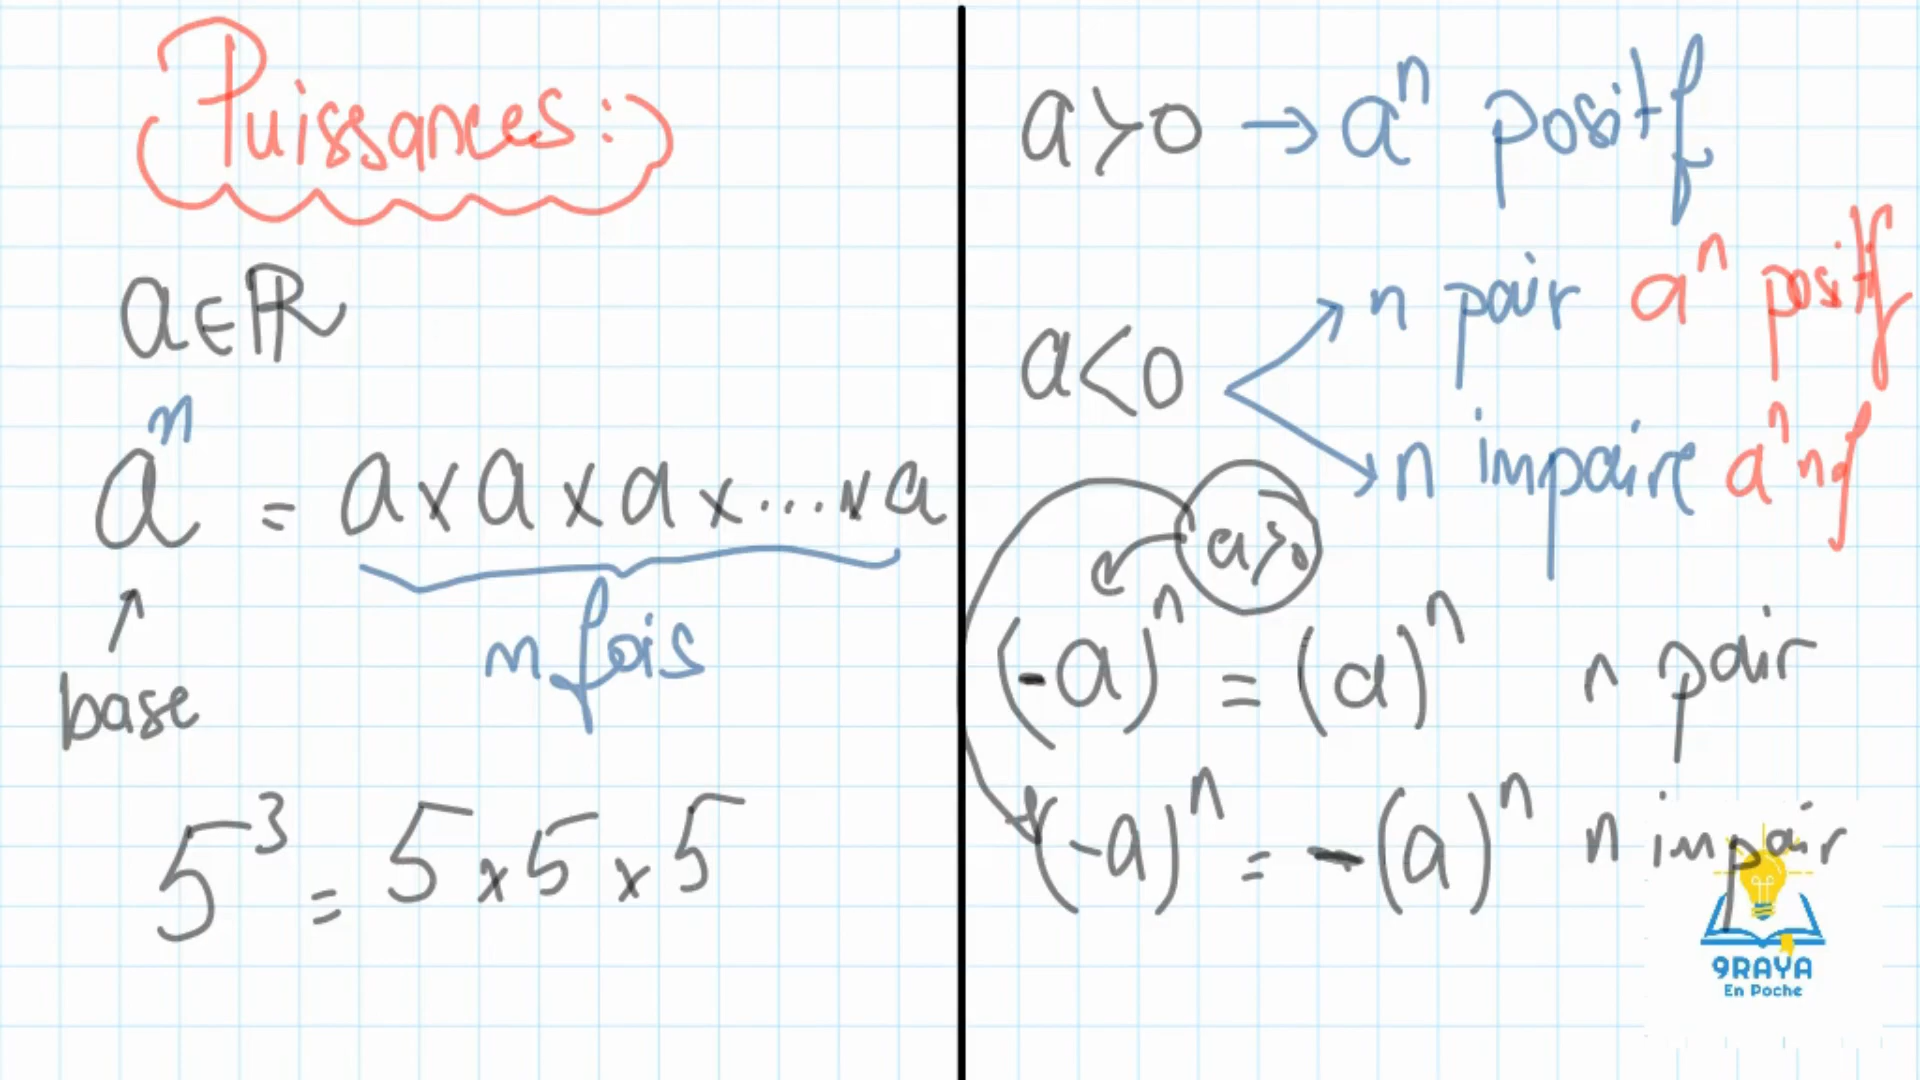 Puissances :
a ∈ ℝ
aⁿ = a × a × a × ... × a
n fois
base
5³ = 5 × 5 × 5
a > 0 → aⁿ positif
a < 0
n pair aⁿ positif
n impaire aⁿ ngf
a > 0
(-a)ⁿ = (a)ⁿ n pair
(-a)ⁿ = -(a)ⁿ n impair
9RAYA
En Poche